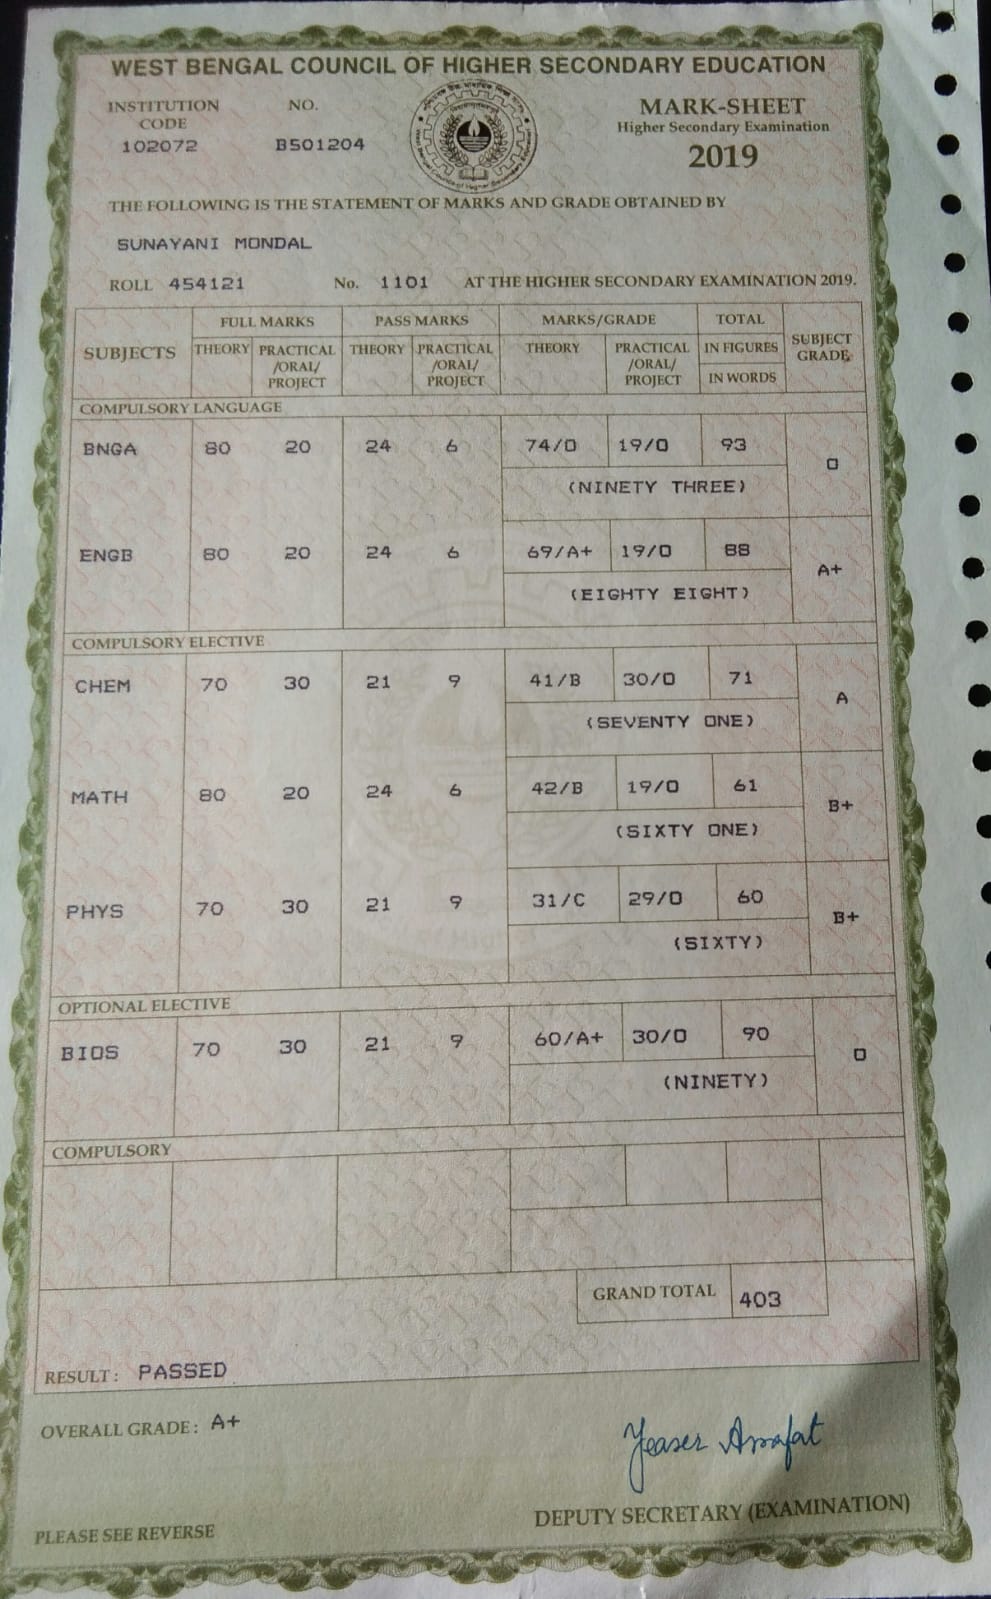 WEST BENGAL COUNCIL OF HIGHER SECONDARY EDUCATION
INSTITUTION CODE NO. MARK-SHEET
102072 B501204 Higher Secondary Examination
2019
THE FOLLOWING IS THE STATEMENT OF MARKS AND GRADE OBTAINED BY
SUNAYANI MONDAL
ROLL 454121 No. 1101 AT THE HIGHER SECONDARY EXAMINATION 2019.
SUBJECTS FULL MARKS PASS MARKS MARKS/GRADE TOTAL SUBJECT GRADE
THEORY PRACTICAL /ORAL/ PROJECT THEORY PRACTICAL /ORAL/ PROJECT THEORY PRACTICAL /ORAL/ PROJECT IN FIGURES
IN WORDS
COMPULSORY LANGUAGE
BNGA 80 20 24 6 74/O 19/O 93 O
(NINETY THREE)
ENGB 80 20 24 6 69/A+ 19/O 88 A+
(EIGHTY EIGHT)
COMPULSORY ELECTIVE
CHEM 70 30 21 9 41/B 30/O 71 A
(SEVENTY ONE)
MATH 80 20 24 6 42/B 19/O 61 B+
(SIXTY ONE)
PHYS 70 30 21 9 31/C 29/O 60 B+
(SIXTY)
OPTIONAL ELECTIVE
BIOS 70 30 21 9 60/A+ 30/O 90 O
(NINETY)
COMPULSORY
GRAND TOTAL 403
RESULT : PASSED
OVERALL GRADE : A+
Yeaser Arrafat
DEPUTY SECRETARY (EXAMINATION)
PLEASE SEE REVERSE